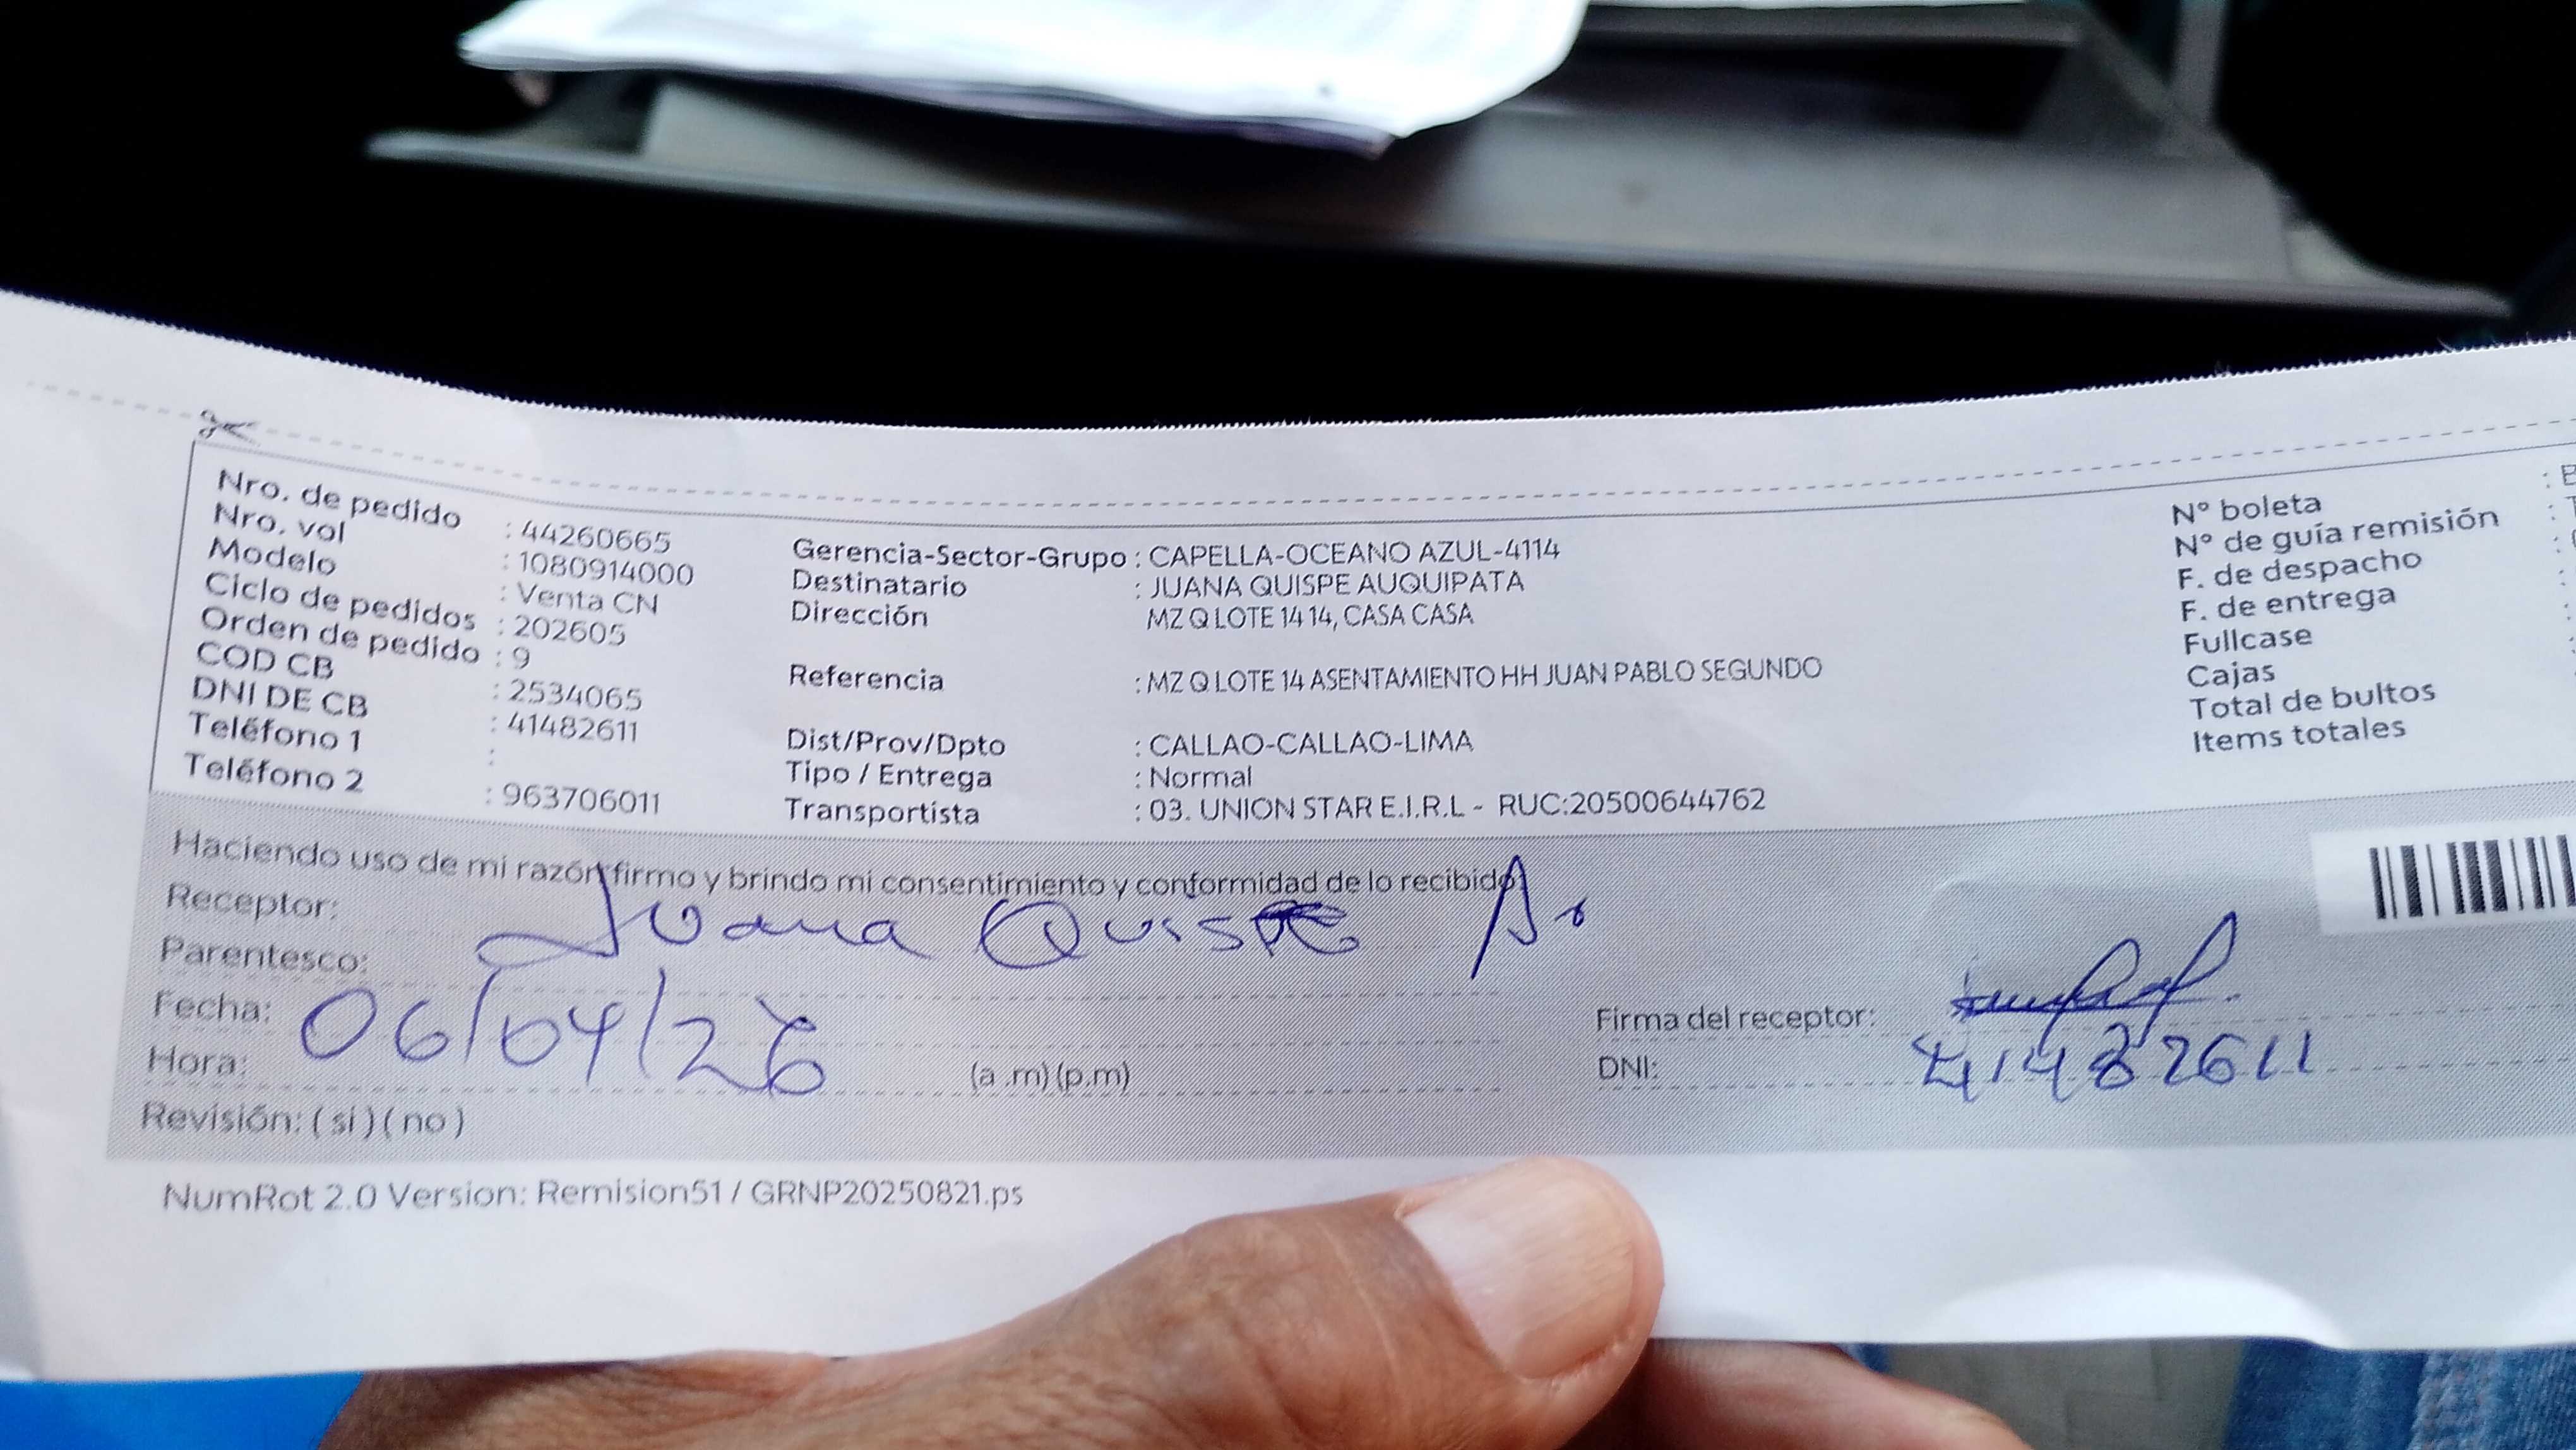 Nro. de pedido : 44260665
Nro. vol : 1080914000
Modelo : Venta CN
Ciclo de pedidos : 202605
Orden de pedido : 9
COD CB : 2534065
DNI DE CB : 41482611
Teléfono 1 :
Teléfono 2 : 963706011
Gerencia-Sector-Grupo : CAPELLA-OCEANO AZUL-4114
Destinatario : JUANA QUISPE AUQUIPATA
Dirección MZ Q LOTE 14 14, CASA CASA
Referencia : MZ Q LOTE 14 ASENTAMIENTO HH JUAN PABLO SEGUNDO
Dist/Prov/Dpto : CALLAO-CALLAO-LIMA
Tipo / Entrega : Normal
Transportista : 03. UNION STAR E.I.R.L - RUC:20500644762
N° boleta :
N° de guía remisión :
F. de despacho :
F. de entrega :
Fullcase
Cajas
Total de bultos
Items totales
Haciendo uso de mi razón firmo y brindo mi consentimiento y conformidad de lo recibido.
Receptor: Juana Quispe
Parentesco:
Fecha: 06/04/26
Hora: (a .m) (p.m)
Revisión: ( si ) ( no )
Firma del receptor:
DNI: 41482611
NumRot 2.0 Version: Remision51 / GRNP20250821.ps